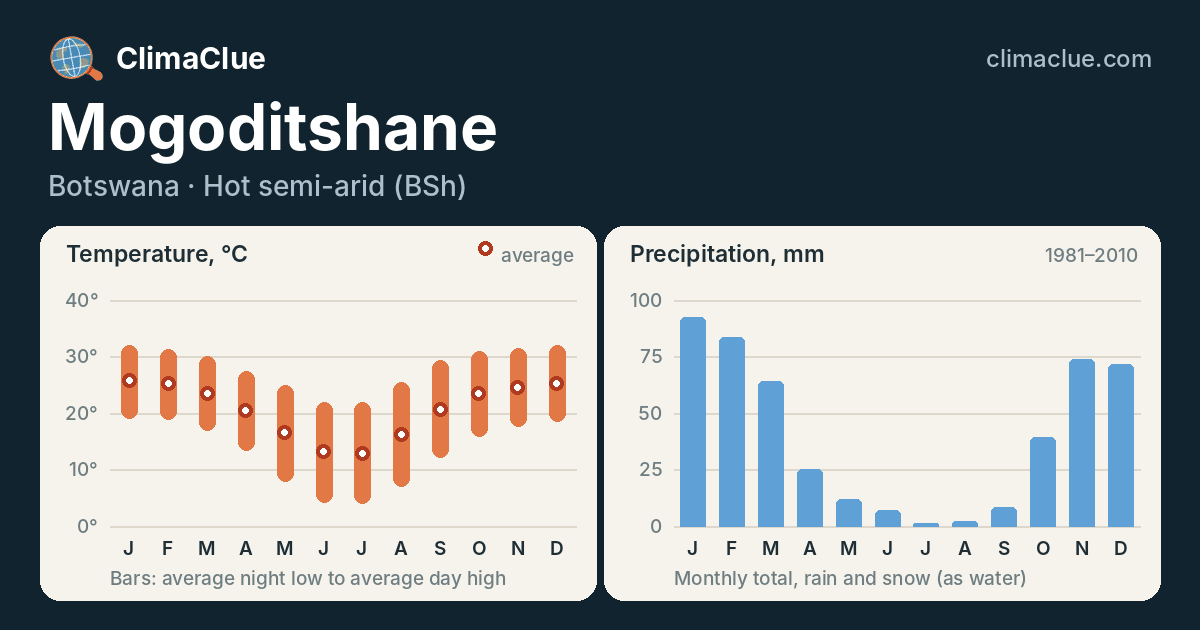 ClimaClue
climaclue.com
Mogoditshane
Botswana · Hot semi-arid (BSh)
Temperature, °C
average
40°
30°
20°
10°
0°
J F M A M J J A S O N D
Bars: average night low to average day high
Precipitation, mm
1981–2010
100
75
50
25
0
J F M A M J J A S O N D
Monthly total, rain and snow (as water)